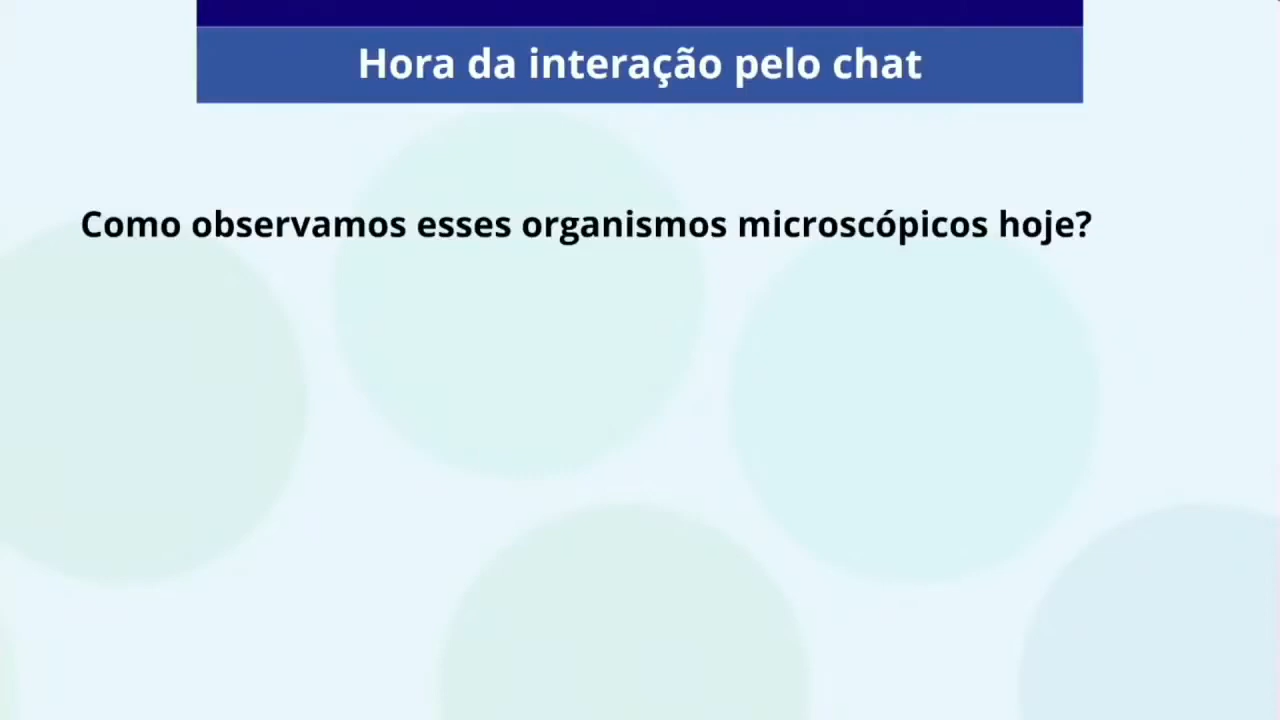 Hora da interação pelo chat
Como observamos esses organismos microscópicos hoje?